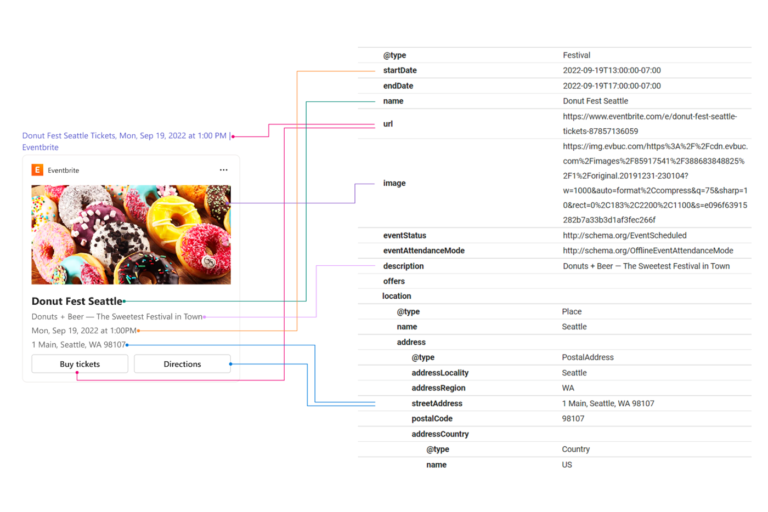 Donut Fest Seattle Tickets, Mon, Sep 19, 2022 at 1:00 PM |
Eventbrite
E Eventbrite ...
Donut Fest Seattle
Donuts + Beer — The Sweetest Festival in Town
Mon, Sep 19, 2022 at 1:00PM
1 Main, Seattle, WA 98107
Buy tickets Directions
@type Festival
startDate 2022-09-19T13:00:00-07:00
endDate 2022-09-19T17:00:00-07:00
name Donut Fest Seattle
url https://www.eventbrite.com/e/donut-fest-seattle-
tickets-87857136059
image https://img.evbuc.com/https%3A%2F%2Fcdn.evbuc.
com%2Fimages%2F85917541%2F388683848825%
2F1%2Foriginal.20191231-230104?
w=1000&auto=format%2Ccompress&q=75&sharp=1
0&rect=0%2C183%2C2200%2C1100&s=e096f63915
282b7a33b3d1af3fec266f
eventStatus http://schema.org/EventScheduled
eventAttendanceMode http://schema.org/OfflineEventAttendanceMode
description Donuts + Beer — The Sweetest Festival in Town
offers
location
@type Place
name Seattle
address
@type PostalAddress
addressLocality Seattle
addressRegion WA
streetAddress 1 Main, Seattle, WA 98107
postalCode 98107
addressCountry
@type Country
name US